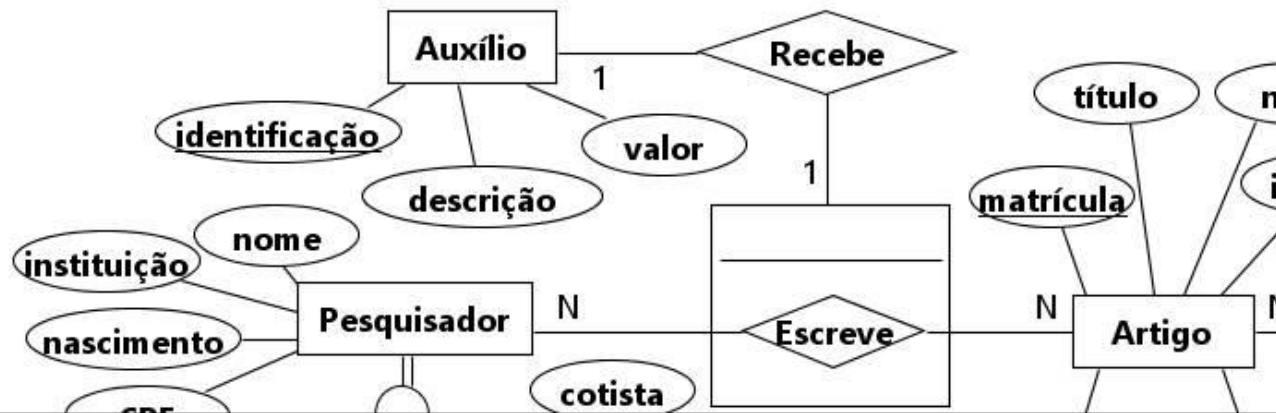 Auxílio
1
Recebe
identificação
descrição
valor
1
título
matrícula
nome
instituição
nascimento
Pesquisador
N
Escreve
N
Artigo
cotista